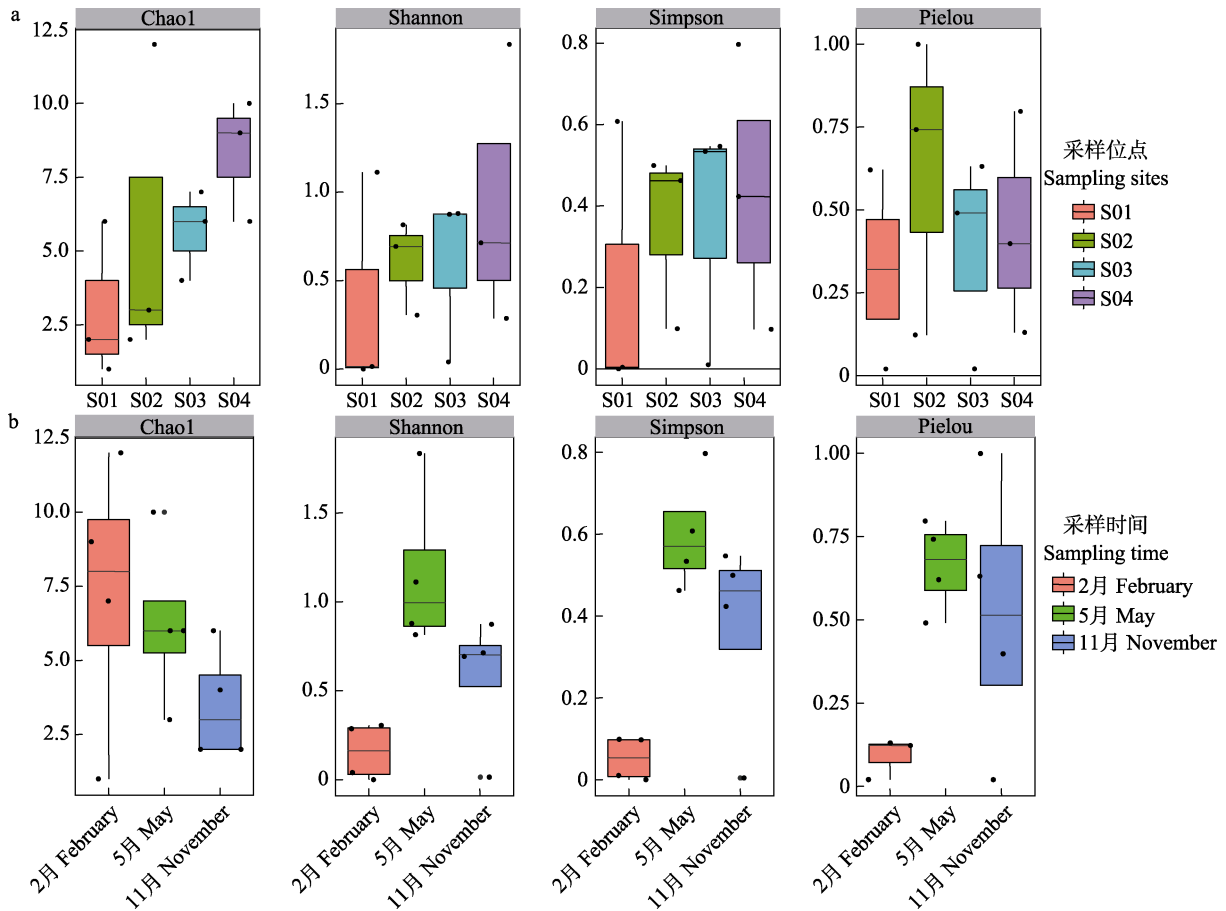 a
Chao1
Shannon
Simpson
Pielou
12.5
10.0
7.5
5.0
2.5
1.5
1.0
0.5
0
0.8
0.6
0.4
0.2
0
1.00
0.75
0.50
0.25
0
S01 S02 S03 S04
S01 S02 S03 S04
S01 S02 S03 S04
S01 S02 S03 S04
采样位点
Sampling sites
S01
S02
S03
S04
b
Chao1
Shannon
Simpson
Pielou
12.5
10.0
7.5
5.0
2.5
1.5
1.0
0.5
0
0.8
0.6
0.4
0.2
0
1.00
0.75
0.50
0.25
0
2月 February
5月 May
11月 November
2月 February
5月 May
11月 November
2月 February
5月 May
11月 November
2月 February
5月 May
11月 November
采样时间
Sampling time
2月 February
5月 May
11月 November